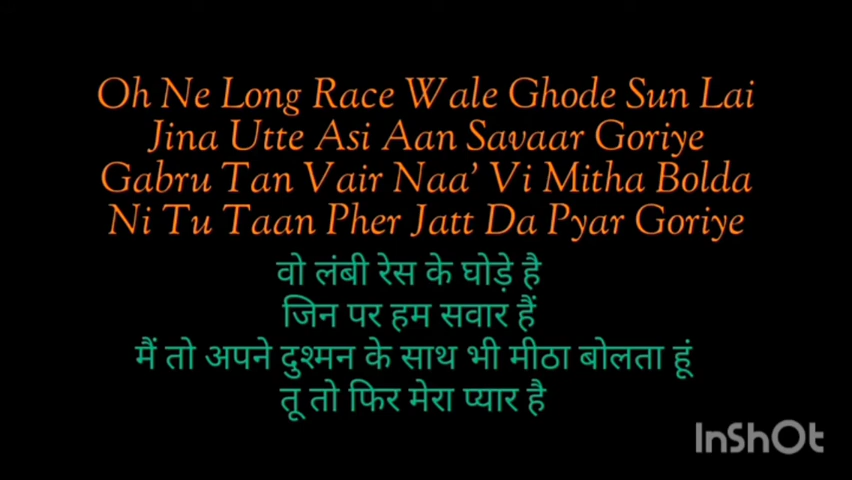 Oh Ne Long Race Wale Ghode Sun Lai
Jina Utte Asi Aan Savaar Goriye
Gabru Tan Vair Naa' Vi Mitha Bolda
Ni Tu Taan Pher Jatt Da Pyar Goriye
वो लंबी रेस के घोड़े है
जिन पर हम सवार हैं
मैं तो अपने दुश्मन के साथ भी मीठा बोलता हूं
तू तो फिर मेरा प्यार है
InShOt